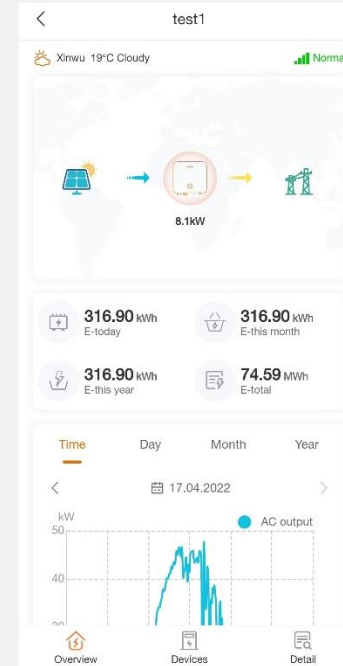 test1
Xinwu 19°C Cloudy
Norma
8.1kW
316.90 kWh
E-today
316.90 kWh
E-this month
316.90 kWh
E-this year
74.59 MWh
E-total
Time Day Month Year
17.04.2022
kW
AC output
50
40
Overview Devices Detail